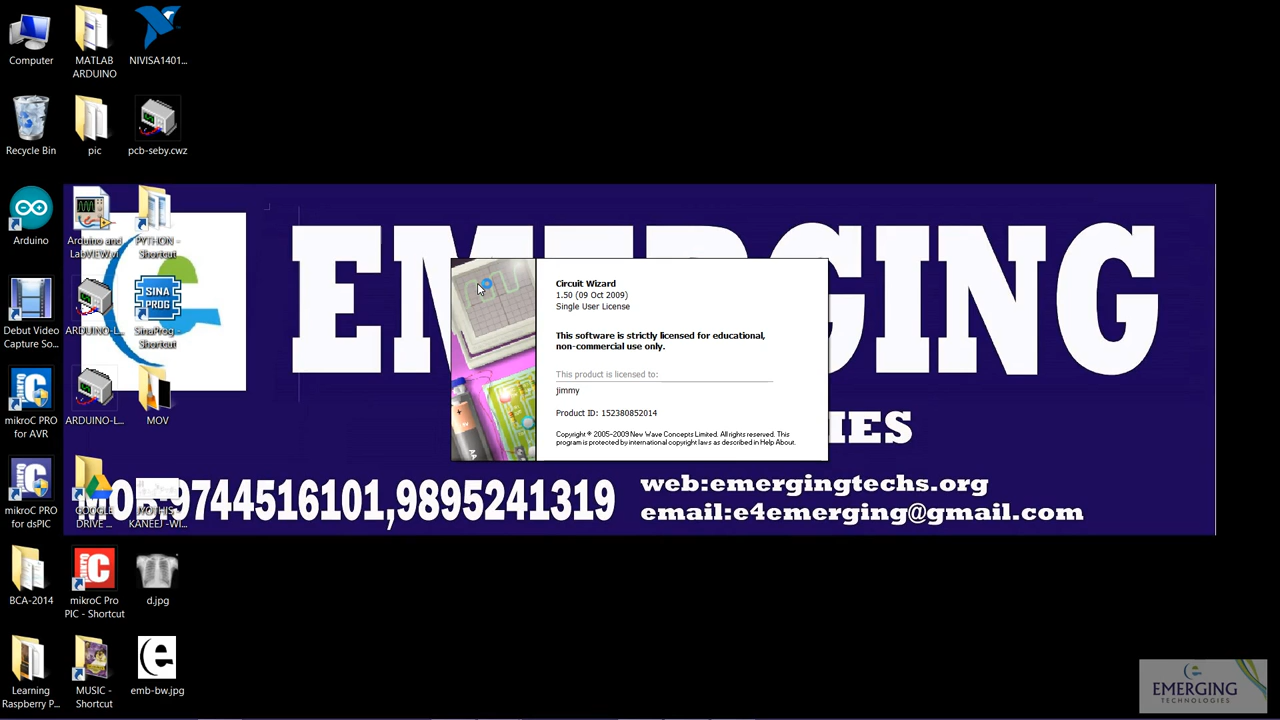 Computer
MATLAB
ARDUINO
NIVISA1401...
Recycle Bin
pic
pcb-seby.cwz
Arduino
Arduino and
LabVIEW.vi
PYTHON -
Shortcut
Debut Video
Capture So...
ARDUINO-L...
SINA
PROG
SinaProg -
Shortcut
mikroC PRO
for AVR
ARDUINO-L...
MOV
mikroC PRO
for dsPIC
GOOGLE
DRIVE ...
KANEEJ -WI...
BCA-2014
mikroC Pro
PIC - Shortcut
d.jpg
Learning
Raspberry P...
MUSIC -
Shortcut
emb-bw.jpg
EMERGING
9744516101,9895241319
web:emergingtechs.org
email:e4emerging@gmail.com
Circuit Wizard
1.50 (09 Oct 2009)
Single User License
This software is strictly licensed for educational,
non-commercial use only.
This product is licensed to:
jimmy
Product ID: 152380852014
Copyright © 2005-2009 New Wave Concepts Limited. All rights reserved. This
program is protected by international copyright laws as described in Help About.
EMERGING
TECHNOLOGIES